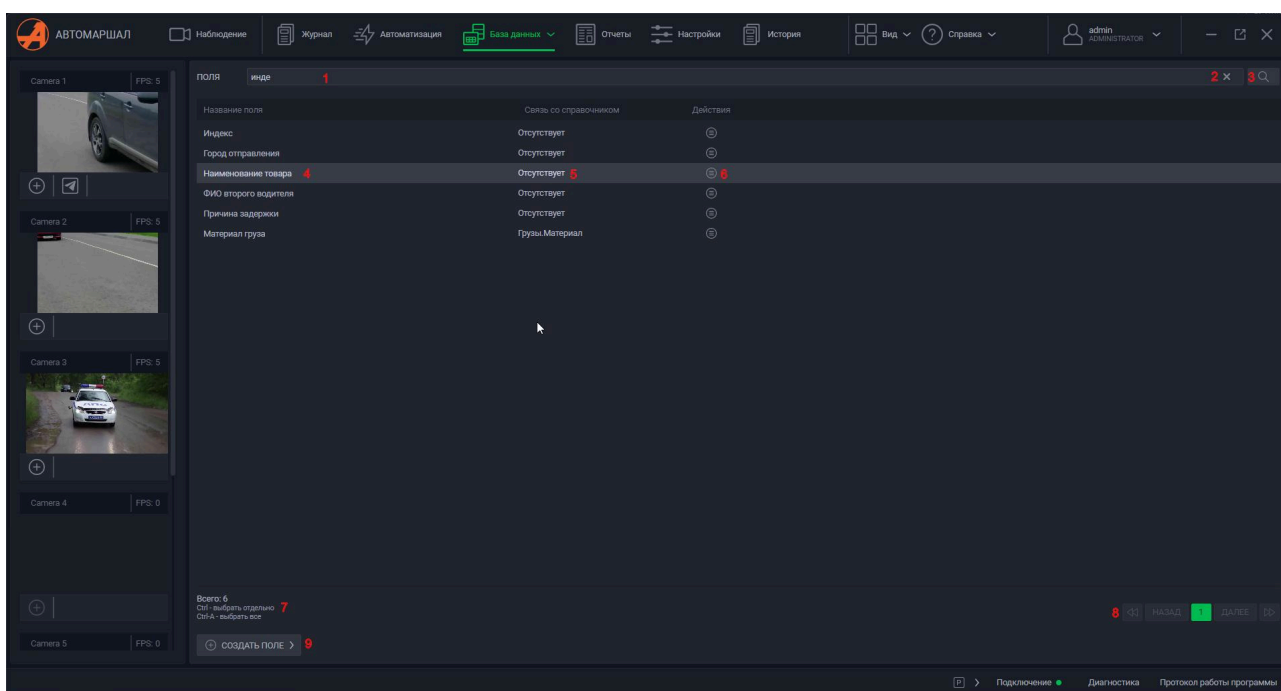 АВТОМАРШАЛ Наблюдение Журнал Автоматизация База данных Отчеты Настройки История Вид ? Справка admin
ADMINISTRATOR
Camera 1 FPS: 5
ПОЛЯ инде 1 2 × 3
Название поля Связь со справочником Действия
Индекс Отсутствует
Город отправления Отсутствует
Наименование товара 4 Отсутствует 5 6
ФИО второго водителя Отсутствует
Причина задержки Отсутствует
Материал груза Грузы.Материал
Camera 2 FPS: 5
Camera 3 FPS: 5
Camera 4 FPS: 0
Всего: 6
Ctrl - выбрать отдельно 7
Ctrl-A - выбрать все
8 НАЗАД 1 ДАЛЕЕ
Camera 5 FPS: 0
СОЗДАТЬ ПОЛЕ 9
P Подключение Диагностика Протокол работы программы